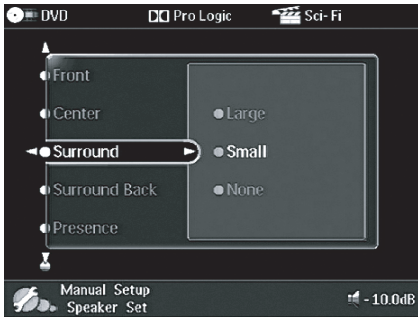 DVD Pro Logic Sci-Fi
Front
Center
Surround
Surround Back
Presence
Large
Small
None
Manual Setup
Speaker Set
-10.0dB